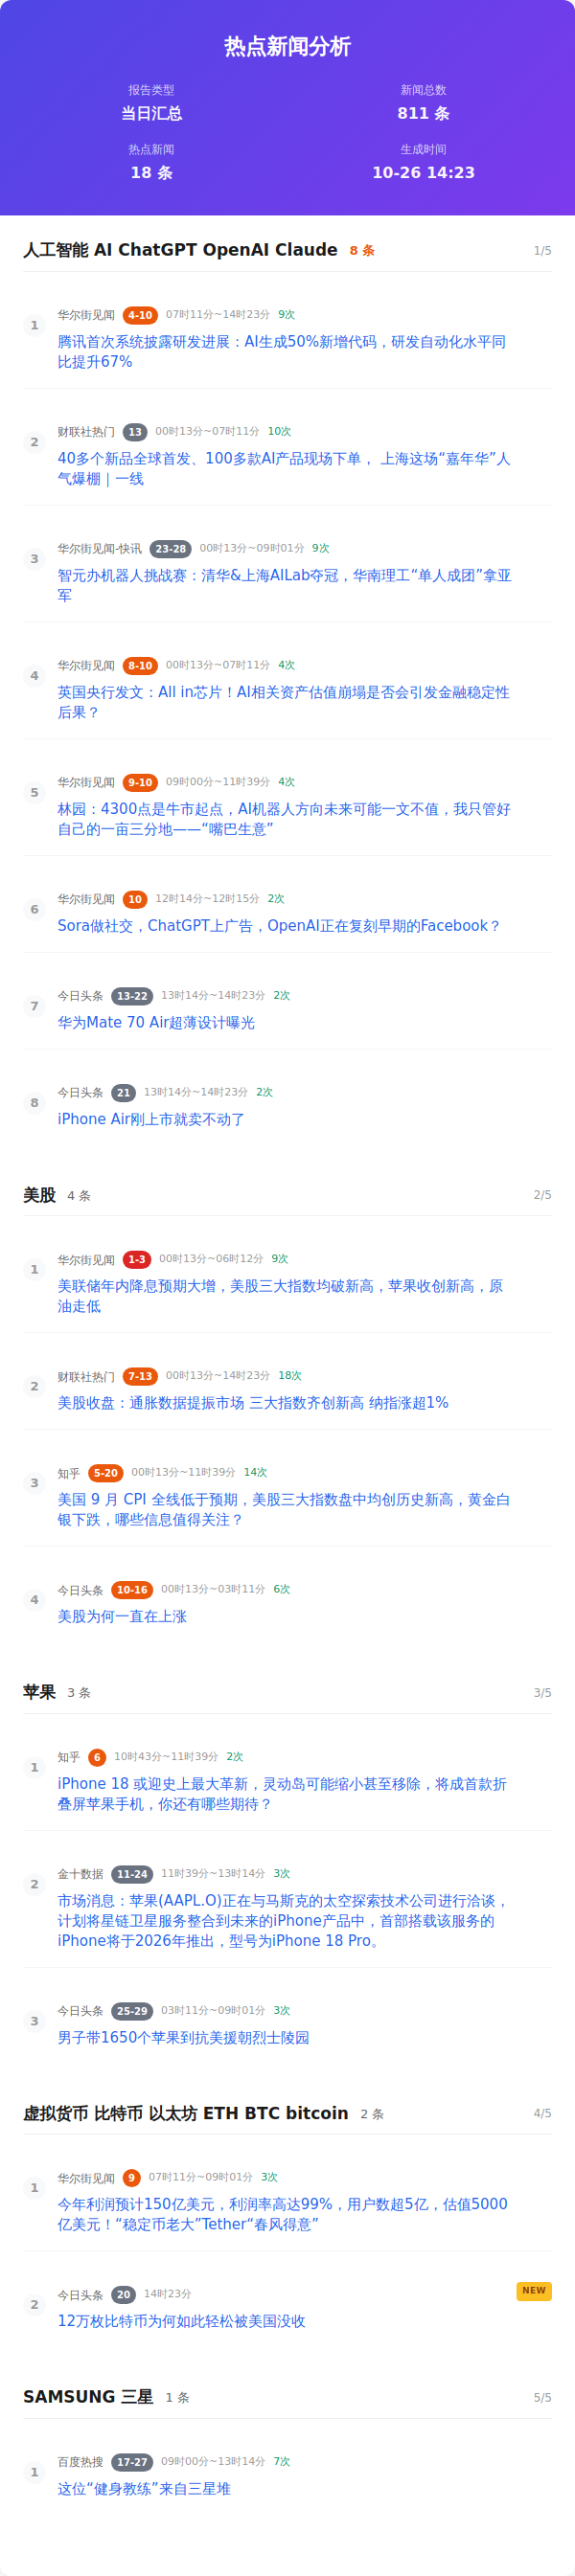 热点新闻分析
报告类型
当日汇总
新闻总数
811 条
热点新闻
18 条
生成时间
10-26 14:23
人工智能 AI ChatGPT OpenAI Claude 8 条 1/5
1
华尔街见闻 4-10 07时11分~14时23分 9次
腾讯首次系统披露研发进展：AI生成50%新增代码，研发自动化水平同
比提升67%
2
财联社热门 13 00时13分~07时11分 10次
40多个新品全球首发、100多款AI产品现场下单， 上海这场“嘉年华”人
气爆棚｜一线
3
华尔街见闻-快讯 23-28 00时13分~09时01分 9次
智元办机器人挑战赛：清华&上海AILab夺冠，华南理工“单人成团”拿亚
军
4
华尔街见闻 8-10 00时13分~07时11分 4次
英国央行发文：All in芯片！AI相关资产估值崩塌是否会引发金融稳定性
后果？
5
华尔街见闻 9-10 09时00分~11时39分 4次
林园：4300点是牛市起点，AI机器人方向未来可能一文不值，我只管好
自己的一亩三分地——“嘴巴生意”
6
华尔街见闻 10 12时14分~12时15分 2次
Sora做社交，ChatGPT上广告，OpenAI正在复刻早期的Facebook？
7
今日头条 13-22 13时14分~14时23分 2次
华为Mate 70 Air超薄设计曝光
8
今日头条 21 13时14分~14时23分 2次
iPhone Air刚上市就卖不动了
美股 4 条 2/5
1
华尔街见闻 1-3 00时13分~06时12分 9次
美联储年内降息预期大增，美股三大指数均破新高，苹果收创新高，原
油走低
2
财联社热门 7-13 00时13分~14时23分 18次
美股收盘：通胀数据提振市场 三大指数齐创新高 纳指涨超1%
3
知乎 5-20 00时13分~11时39分 14次
美国 9 月 CPI 全线低于预期，美股三大指数盘中均创历史新高，黄金白
银下跌，哪些信息值得关注？
4
今日头条 10-16 00时13分~03时11分 6次
美股为何一直在上涨
苹果 3 条 3/5
1
知乎 6 10时43分~11时39分 2次
iPhone 18 或迎史上最大革新，灵动岛可能缩小甚至移除，将成首款折
叠屏苹果手机，你还有哪些期待？
2
金十数据 11-24 11时39分~13时14分 3次
市场消息：苹果(AAPL.O)正在与马斯克的太空探索技术公司进行洽谈，
计划将星链卫星服务整合到未来的iPhone产品中，首部搭载该服务的
iPhone将于2026年推出，型号为iPhone 18 Pro。
3
今日头条 25-29 03时11分~09时01分 3次
男子带1650个苹果到抗美援朝烈士陵园
虚拟货币 比特币 以太坊 ETH BTC bitcoin 2 条 4/5
1
华尔街见闻 9 07时11分~09时01分 3次
今年利润预计150亿美元，利润率高达99%，用户数超5亿，估值5000
亿美元！“稳定币老大”Tether“春风得意”
2
今日头条 20 14时23分 NEW
12万枚比特币为何如此轻松被美国没收
SAMSUNG 三星 1 条 5/5
1
百度热搜 17-27 09时00分~13时14分 7次
这位“健身教练”来自三星堆